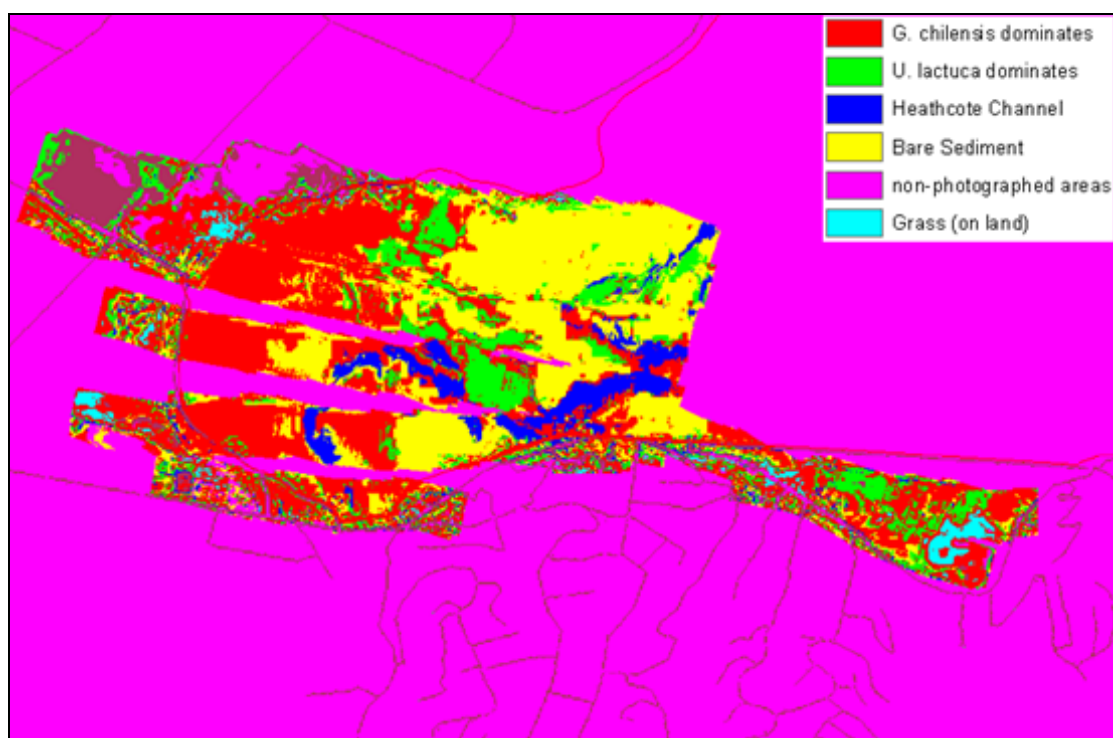 G. chilensis dominates
U. lactuca dominates
Heathcote Channel
Bare Sediment
non-photographed areas
Grass (on land)